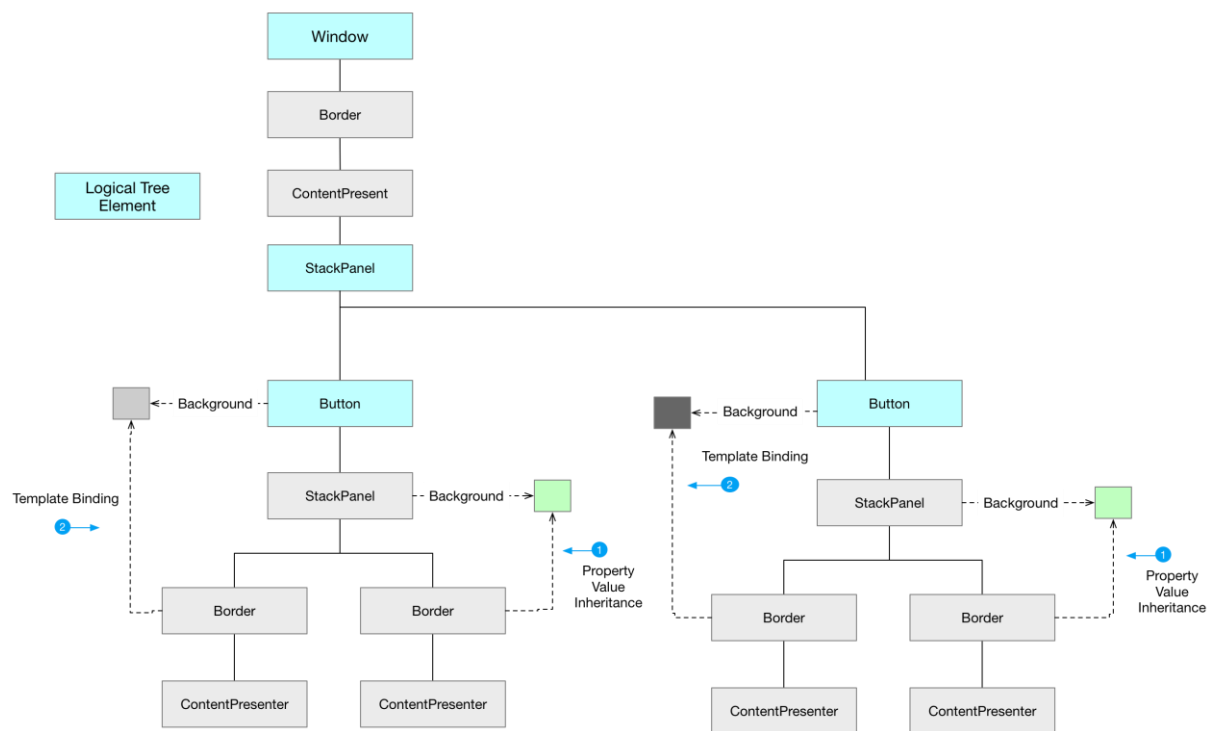 Window
Border
ContentPresent
Logical Tree
Element
StackPanel
Background
Button
Background
Button
Template Binding
2
StackPanel
Background
Template Binding
2
StackPanel
Background
1
Property
Value
Inheritance
1
Property
Value
Inheritance
Border
Border
Border
Border
ContentPresenter
ContentPresenter
ContentPresenter
ContentPresenter